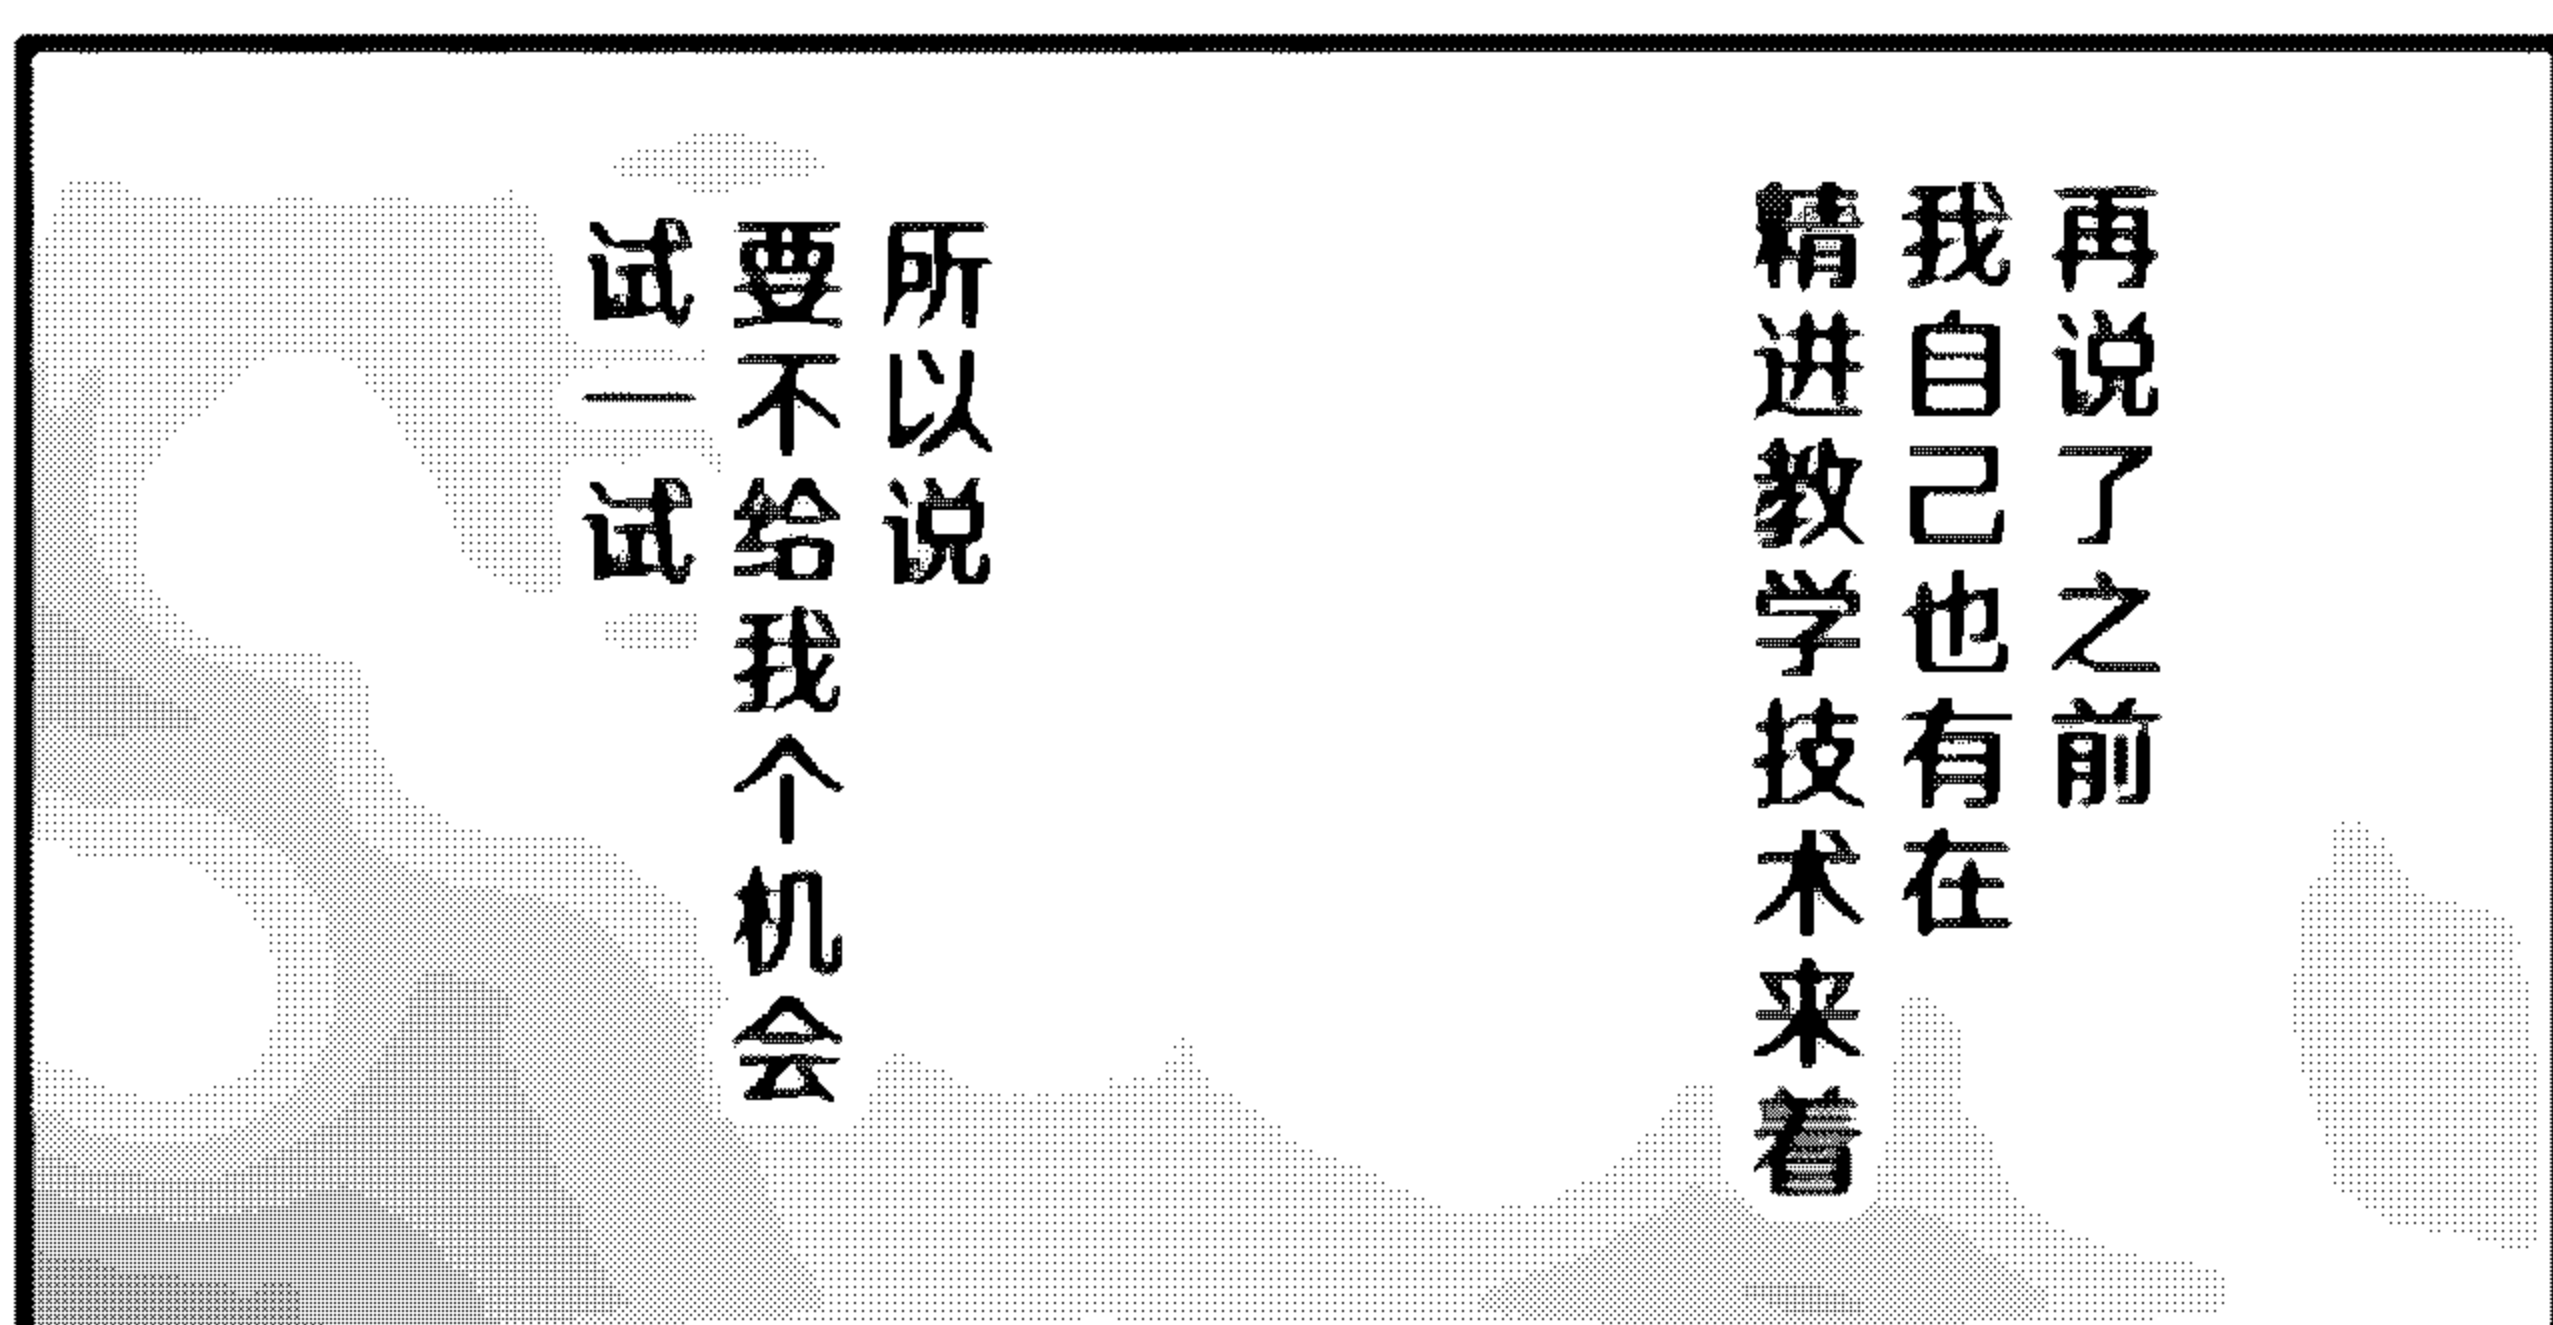 再说了之前
我自己也有在
精进教学技术来着
所以说
要不给我个机会
试一试